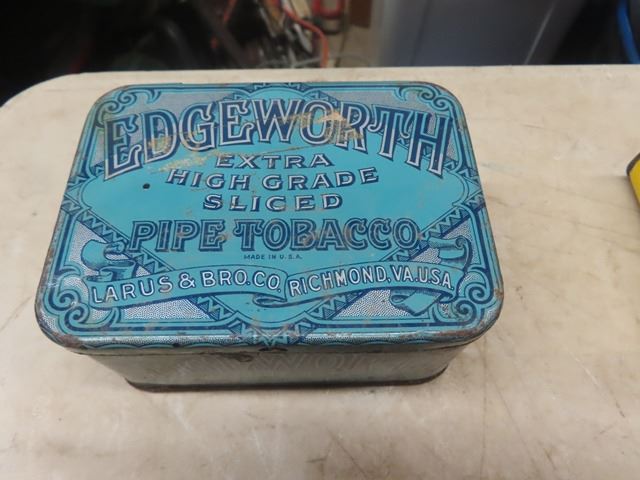 EDGEWORTH
EXTRA
HIGH GRADE
SLICED
PIPE TOBACCO
MADE IN U.S.A.
LARUS & BRO. CO. RICHMOND, VA. U.S.A.